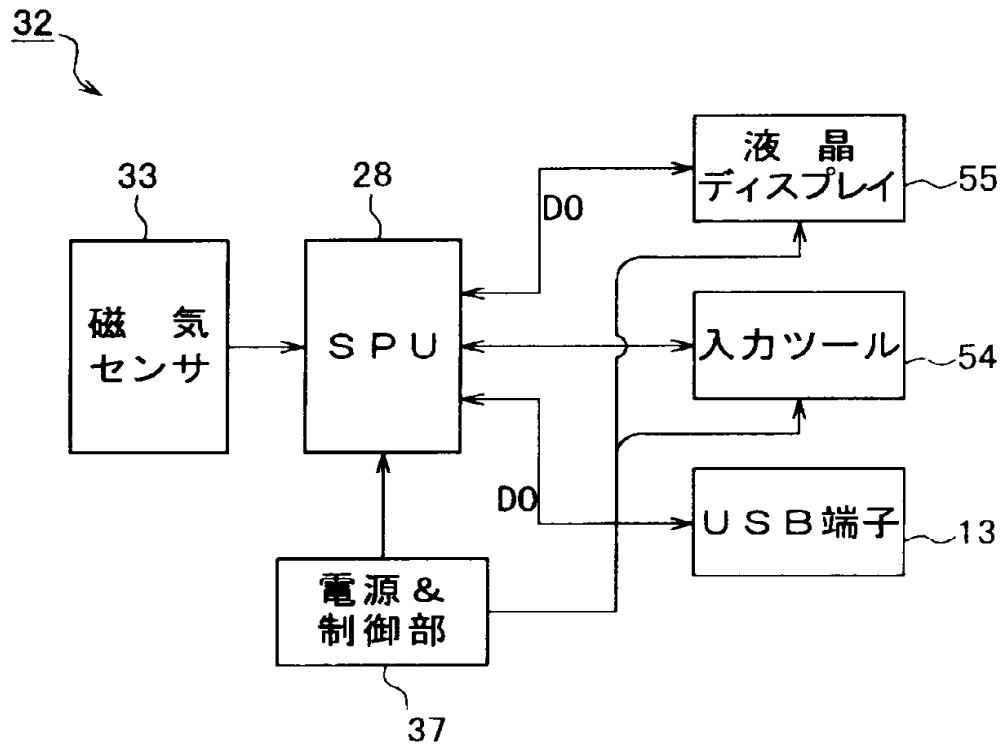 32
33
28
液晶
ディスプレイ
55
DO
磁気
センサ
SPU
入力ツール
54
DO
USB端子
13
電源&
制御部
37